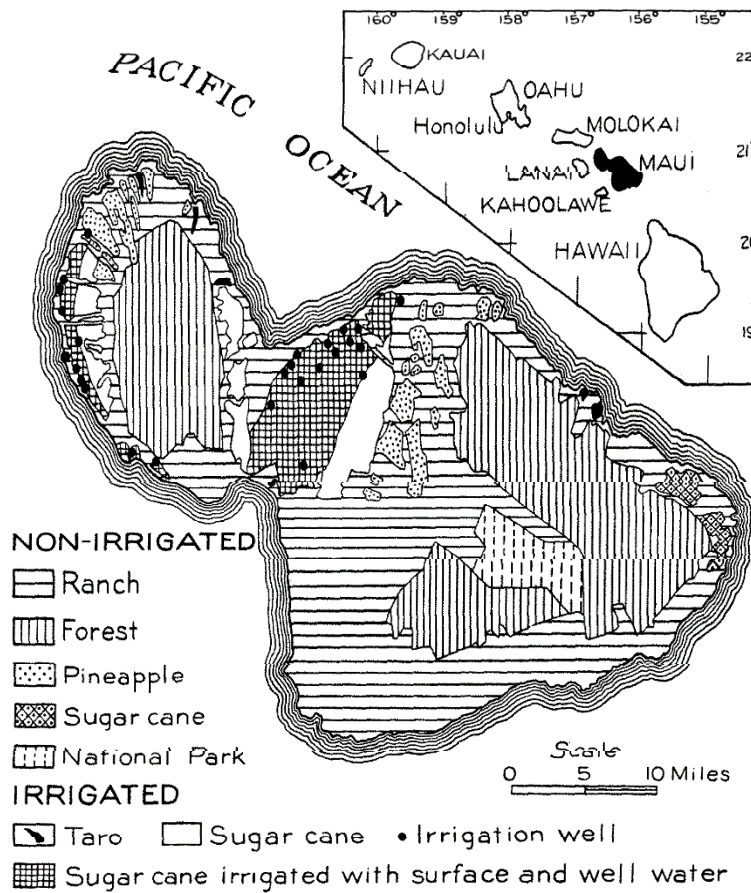 160° 159° 158° 157° 156° 155°
22
KAUAI
NIIHAU
OAHU
Honolulu
MOLOKAI
21°
LANAI
MAUI
KAHOOLAWE
20
HAWAII
19
PACIFIC
OCEAN
NON-IRRIGATED
Ranch
Forest
Pineapple
Sugar cane
National Park
Scale
0 5 10 Miles
IRRIGATED
Taro Sugar cane Irrigation well
Sugar cane irrigated with surface and well water